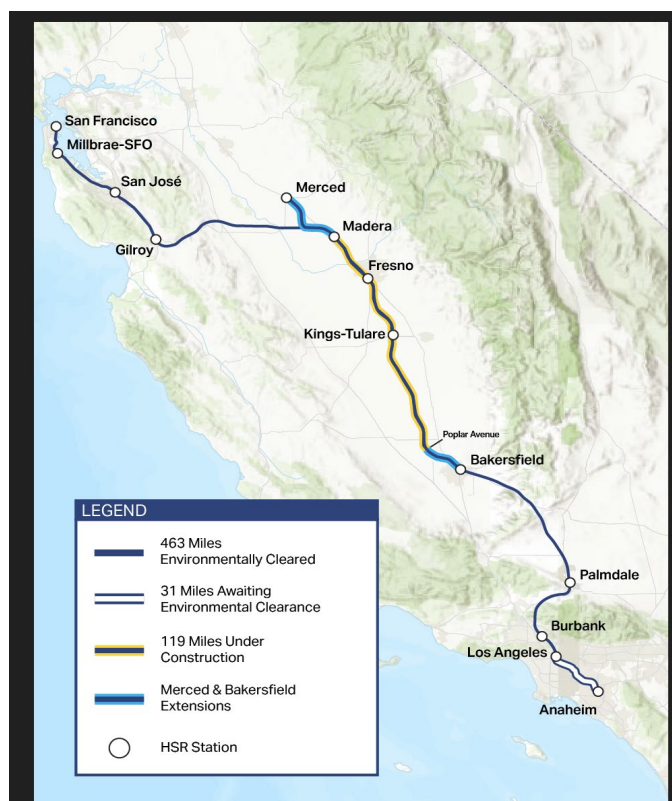 San Francisco
Millbrae-SFO
San José
Gilroy
Merced
Madera
Fresno
Kings-Tulare
Poplar Avenue
Bakersfield
Palmdale
Burbank
Los Angeles
Anaheim
LEGEND
463 Miles
Environmentally Cleared
31 Miles Awaiting
Environmental Clearance
119 Miles Under
Construction
Merced & Bakersfield
Extensions
HSR Station